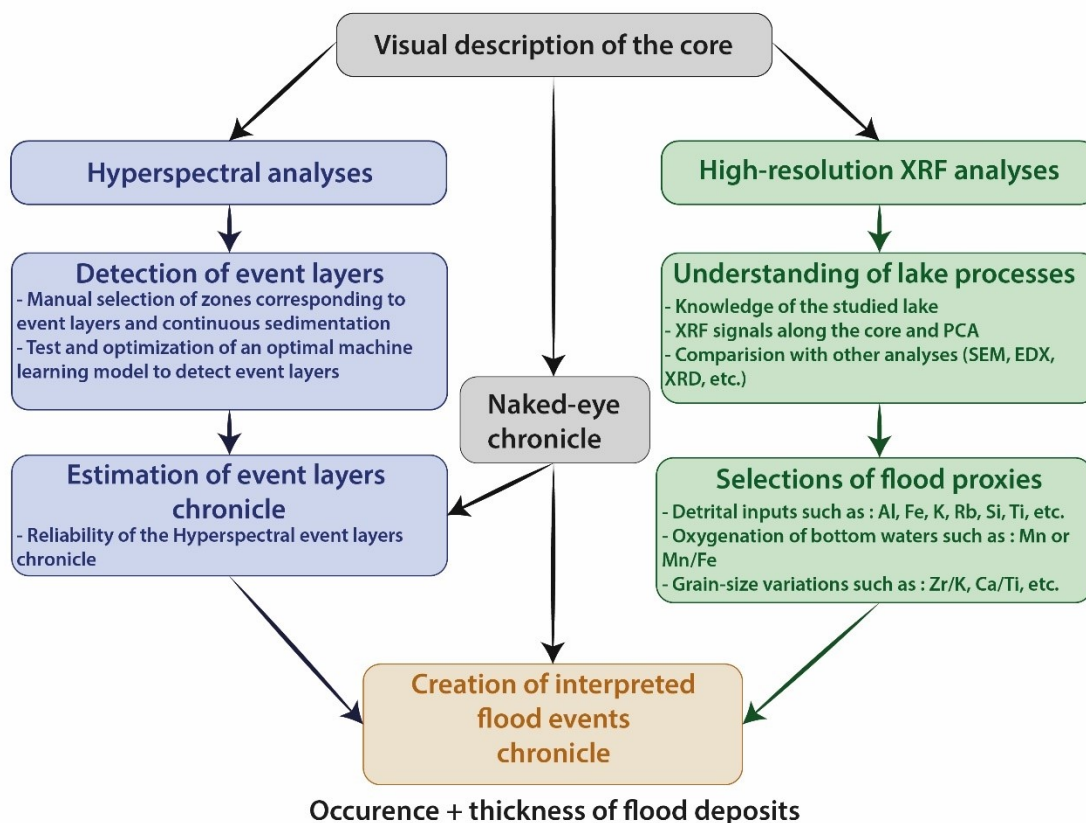 Visual description of the core
Hyperspectral analyses
High-resolution XRF analyses
Detection of event layers
- Manual selection of zones corresponding to
event layers and continuous sedimentation
- Test and optimization of an optimal machine
learning model to detect event layers
Understanding of lake processes
- Knowledge of the studied lake
- XRF signals along the core and PCA
- Comparision with other analyses (SEM, EDX,
XRD, etc.)
Naked-eye
chronicle
Estimation of event layers
chronicle
- Reliability of the Hyperspectral event layers
chronicle
Selections of flood proxies
- Detrital inputs such as : Al, Fe, K, Rb, Si, Ti, etc.
- Oxygenation of bottom waters such as : Mn or
Mn/Fe
- Grain-size variations such as : Zr/K, Ca/Ti, etc.
Creation of interpreted
flood events
chronicle
Occurence + thickness of flood deposits